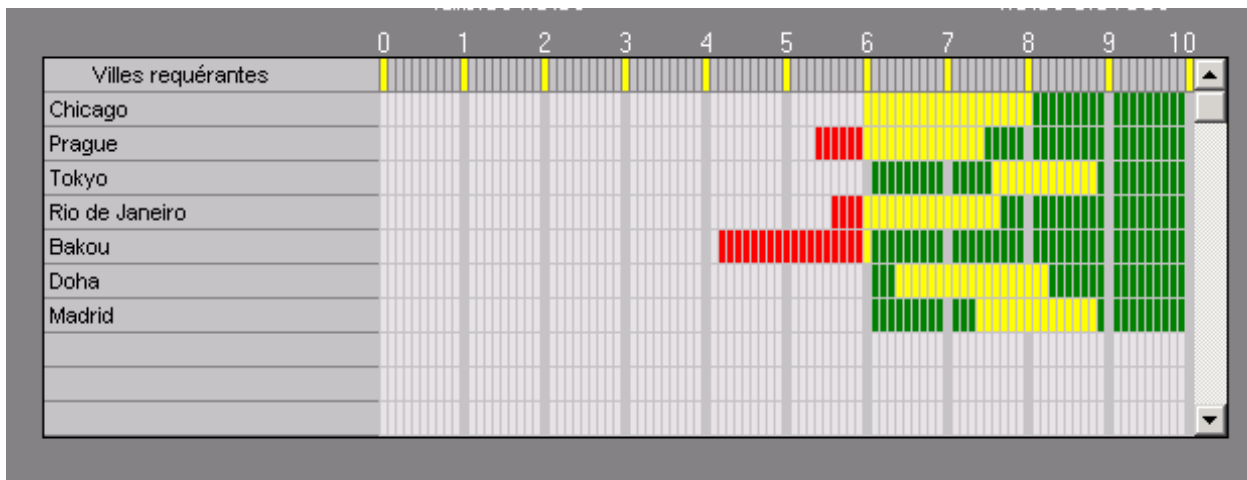 0 1 2 3 4 5 6 7 8 9 10
Villes requérantes
Chicago
Prague
Tokyo
Rio de Janeiro
Bakou
Doha
Madrid